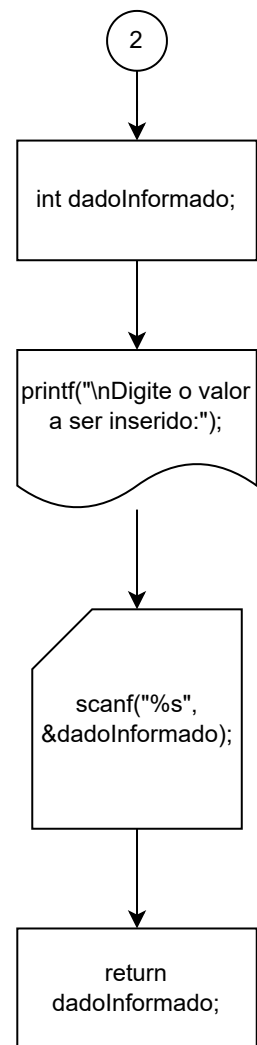 2
int dadoInformado;
printf("\nDigite o valor
a ser inserido:");
scanf("%s",
&dadoInformado);
return
dadoInformado;